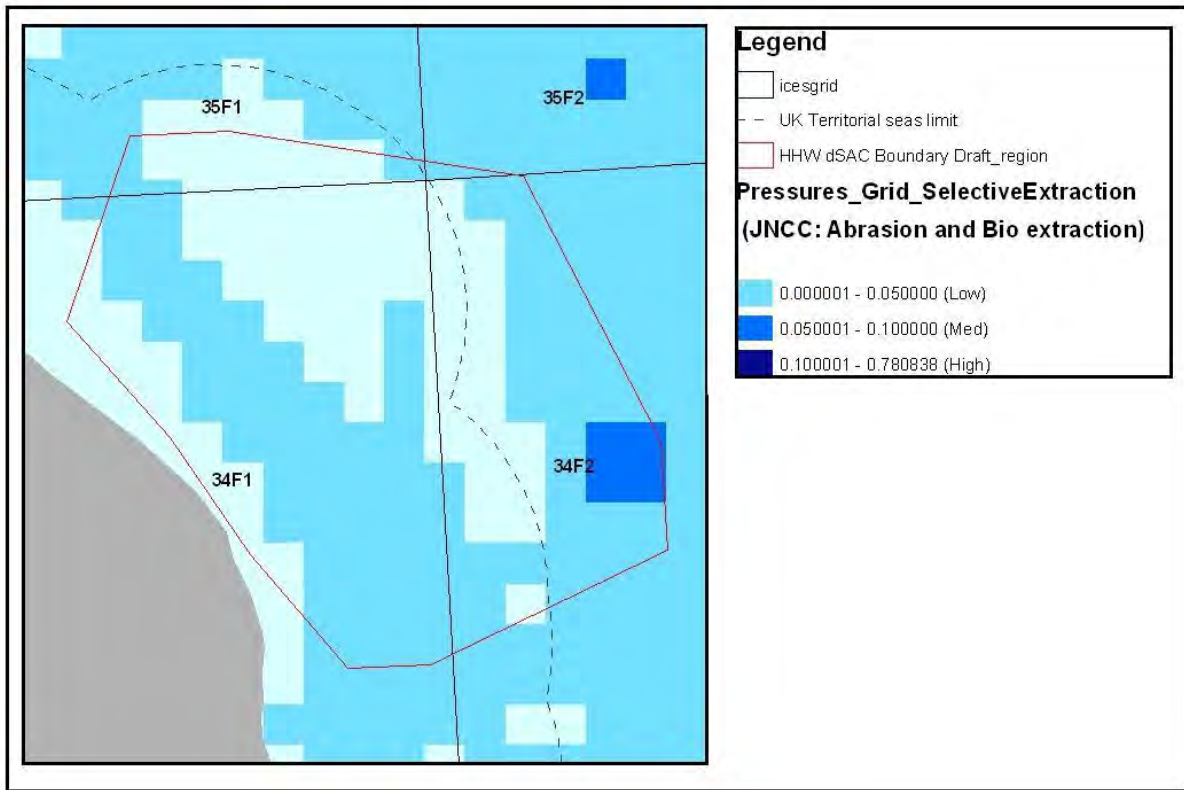 35F1
35F2
34F1
34F2
Legend
icesgrid
UK Territorial seas limit
HHW dSAC Boundary Draft_region
Pressures_Grid_SelectiveExtraction
(JNCC: Abrasion and Bio extraction)
0.000001 - 0.050000 (Low)
0.050001 - 0.100000 (Med)
0.100001 - 0.780838 (High)